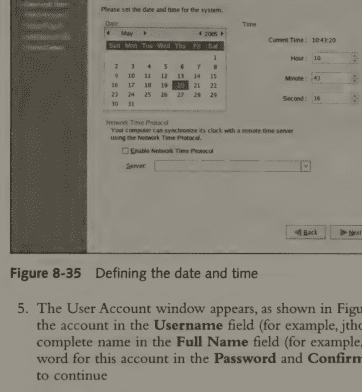 Please set the date and time for the system.
Date
Time
May 2005
Sun Mon Tue Wed Thu Fri Sat
1
2 3 4 5 6 7 8
9 10 11 12 13 14 15
16 17 18 19 20 21 22
23 24 25 26 27 28 29
30 31
Current Time : 10:43:20
Hour : 10
Minute : 43
Second : 16
Network Time Protocol
Your computer can synchronize its clock with a remote time server
using the Network Time Protocol.
Enable Network Time Protocol
Server:
Back
Next
Figure 8-35 Defining the date and time
5. The User Account window appears, as shown in Figu
the account in the Username field (for example, jtho
complete name in the Full Name field (for example,
word for this account in the Password and Confirm
to continue